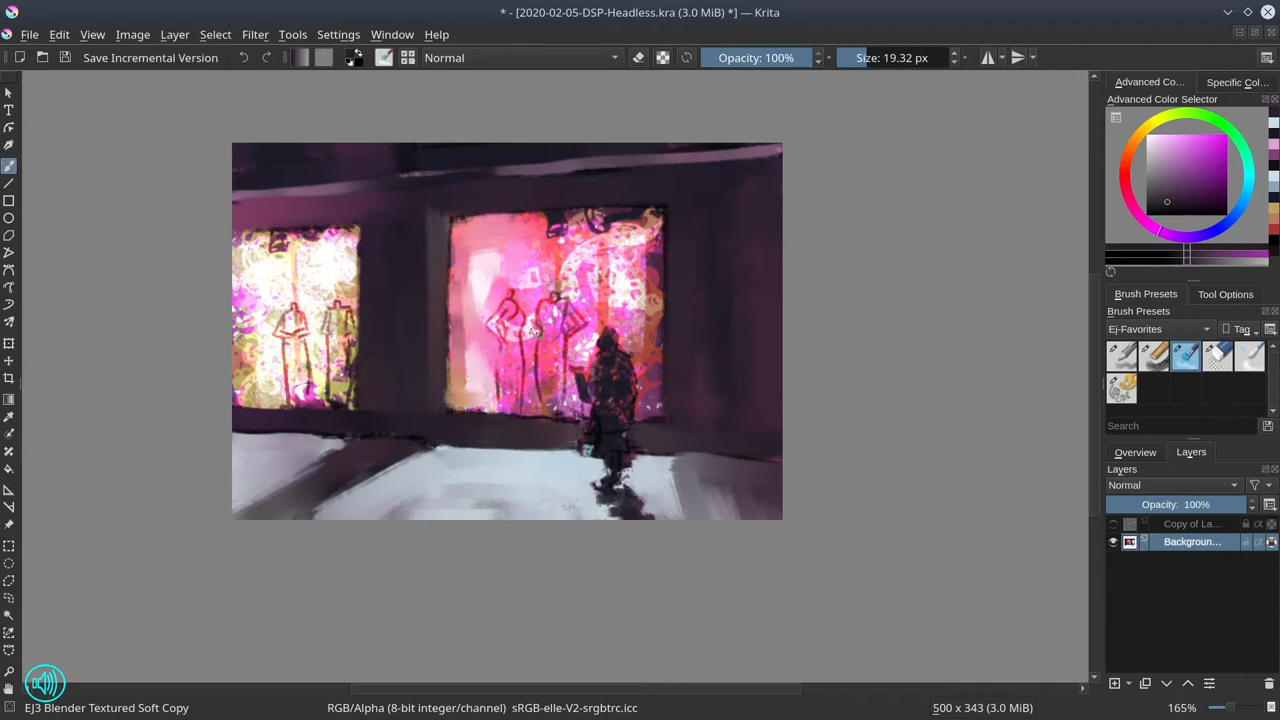 * - [2020-02-05-DSP-Headless.kra (3.0 MiB) *] — Krita
File Edit View Image Layer Select Filter Tools Settings Window Help
Save Incremental Version Normal Opacity: 100% Size: 19.32 px
Advanced Co... Specific Col...
Advanced Color Selector
Brush Presets Tool Options
Brush Presets
Ej-Favorites Tag
Search
Overview Layers
Layers
Normal
Opacity: 100%
Copy of La...
Backgroun...
EJ3 Blender Textured Soft Copy RGB/Alpha (8-bit integer/channel) sRGB-elle-V2-srgbtrc.icc 500 x 343 (3.0 MiB) 165%